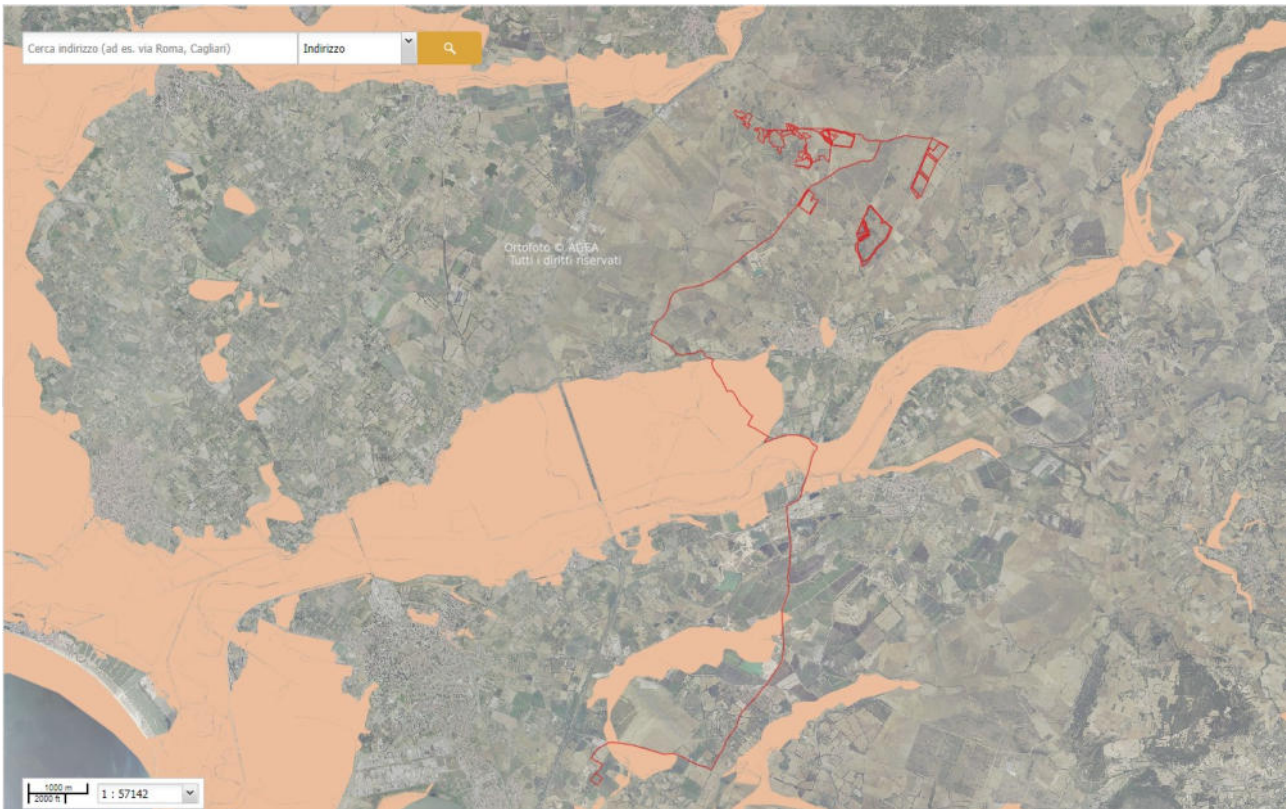 Cerca indirizzo (ad es. via Roma, Cagliari)
Indirizzo
Ortofoto © AGEA
Tutti i diritti riservati
1000 m
2000 ft
1 : 57142